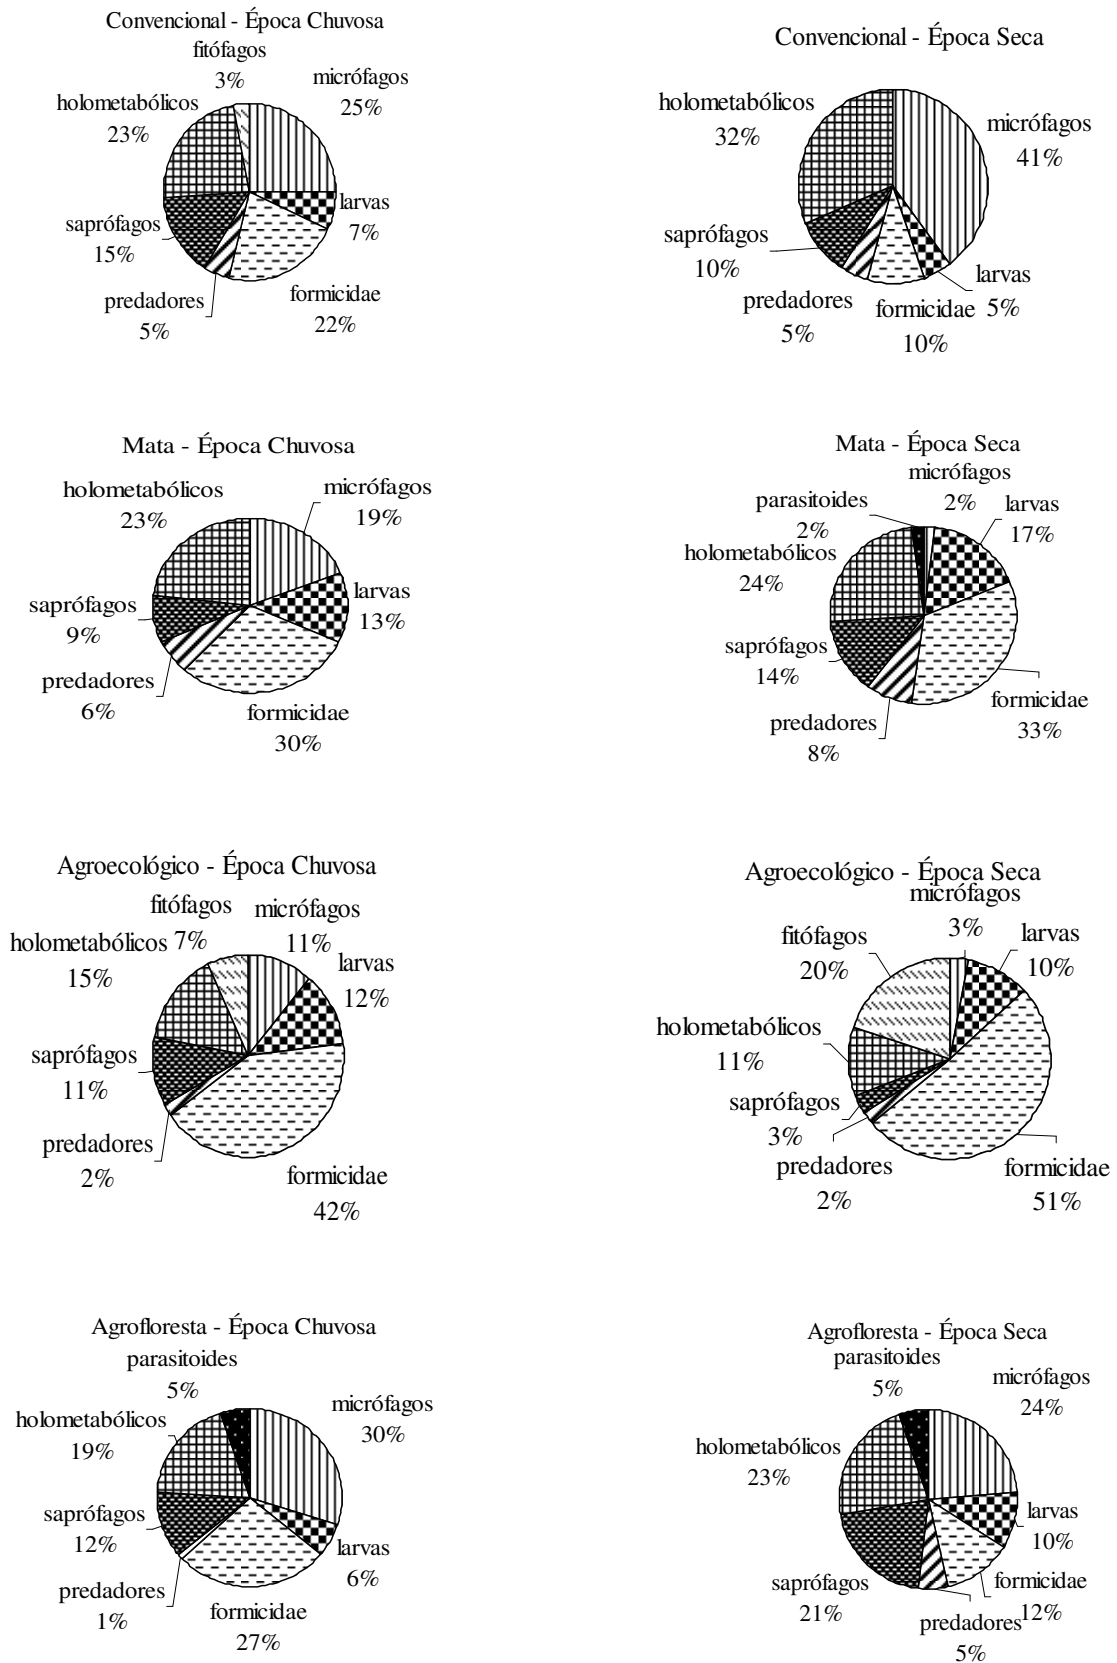 Convencional - Época Chuvosa
fitófagos
3%
micrófagos
25%
holometabólicos
23%
larvas
7%
saprófagos
15%
formicidae
22%
predadores
5%
Convencional - Época Seca
holometabólicos
32%
micrófagos
41%
saprófagos
10%
larvas
5%
predadores
5%
formicidae
10%
Mata - Época Chuvosa
holometabólicos
23%
micrófagos
19%
saprófagos
9%
larvas
13%
predadores
6%
formicidae
30%
Mata - Época Seca
micrófagos
2%
parasitoides
2%
larvas
17%
holometabólicos
24%
saprófagos
14%
formicidae
33%
predadores
8%
Agroecológico - Época Chuvosa
fitófagos
7%
micrófagos
11%
holometabólicos
15%
larvas
12%
saprófagos
11%
predadores
2%
formicidae
42%
Agroecológico - Época Seca
micrófagos
3%
fitófagos
20%
larvas
10%
holometabólicos
11%
saprófagos
3%
predadores
2%
formicidae
51%
Agrofloresta - Época Chuvosa
parasitoides
5%
micrófagos
30%
holometabólicos
19%
saprófagos
12%
larvas
6%
predadores
1%
formicidae
27%
Agrofloresta - Época Seca
parasitoides
5%
micrófagos
24%
holometabólicos
23%
larvas
10%
saprófagos
21%
formicidae
12%
predadores
5%